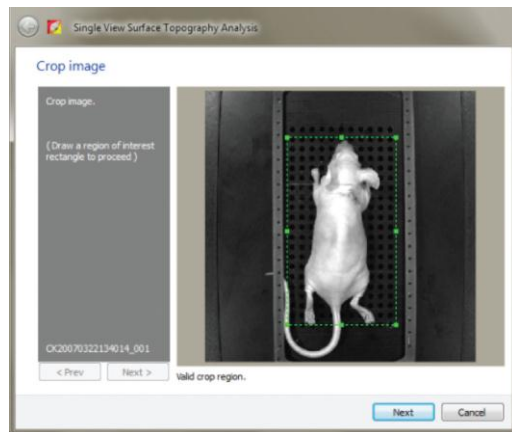 Single View Surface Topography Analysis
Crop image
Crop image.
(Draw a region of interest
rectangle to proceed )
CK20070322134014_001
< Prev
Next >
Valid crop region.
Next
Cancel